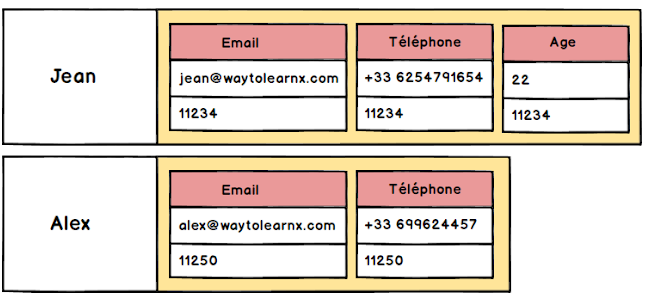 Jean
Email Téléphone Age
jean@waytolearnx.com +33 6254791654 22
11234 11234 11234
Alex
Email Téléphone
alex@waytolearnx.com +33 699624457
11250 11250